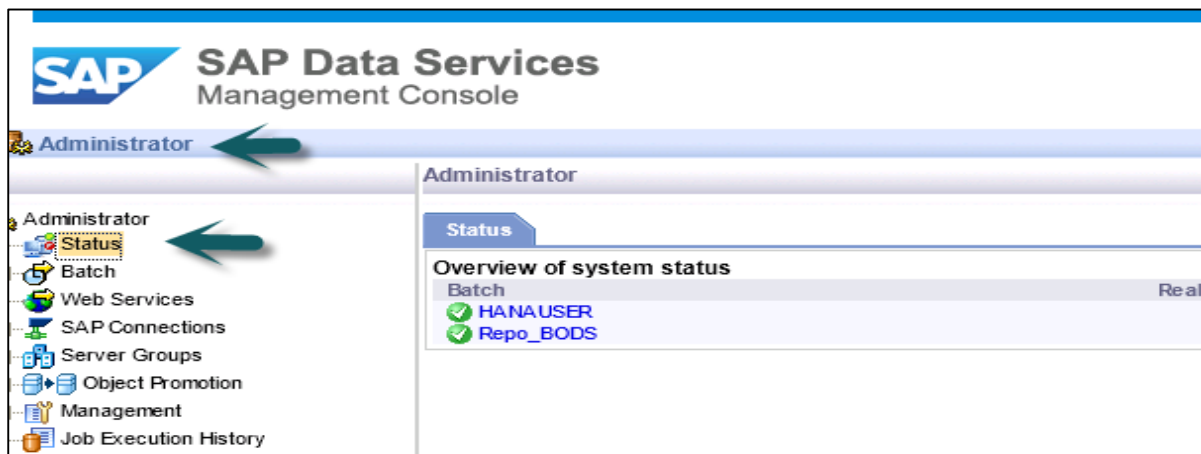 SAP
SAP Data Services
Management Console
Administrator
Administrator
Administrator
Status
Batch
Web Services
SAP Connections
Server Groups
Object Promotion
Management
Job Execution History
Status
Overview of system status
Batch Real
HANAUSER
Repo_BODS